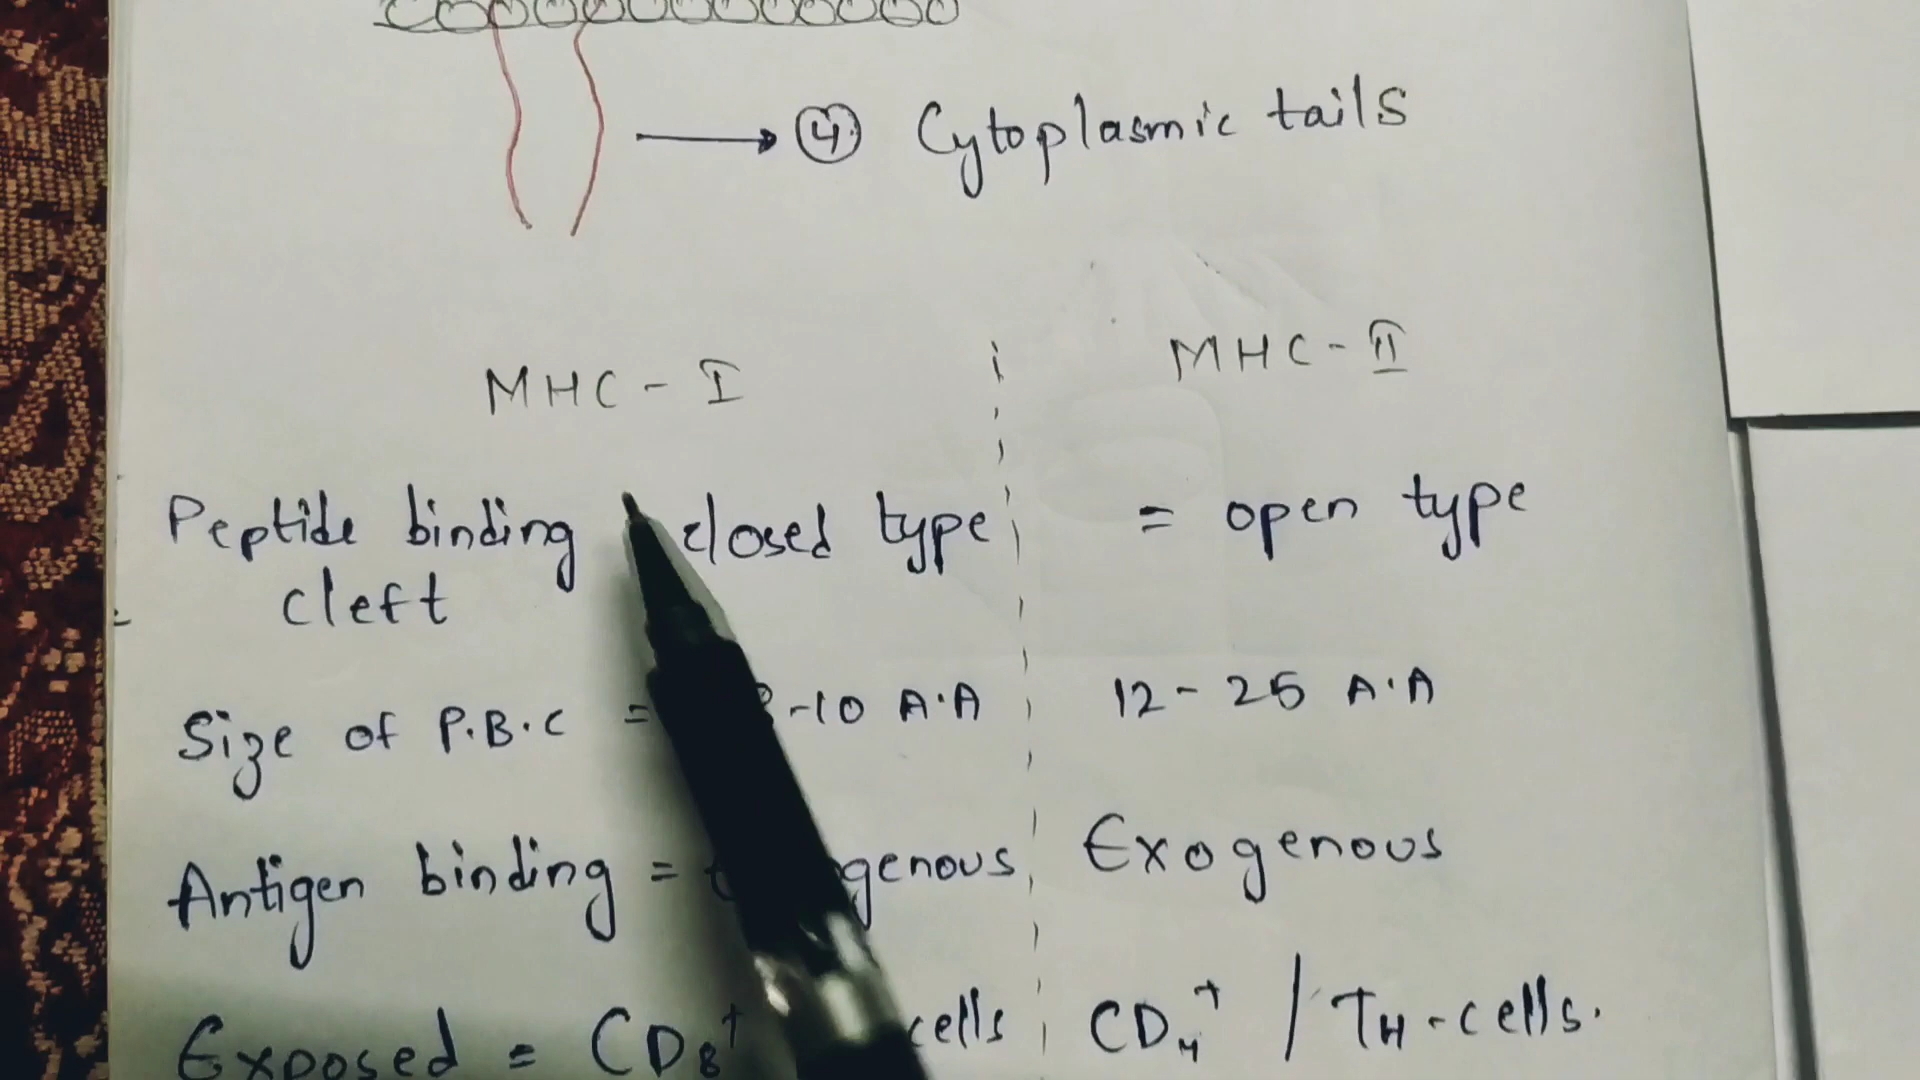 ④ Cytoplasmic tails
MHC - I MHC - II
Peptide binding closed type = open type
cleft
Size of P.B.C = -10 A.A 12 - 25 A.A
Antigen binding = genous Exogenous
Exposed = CD8+ cells CD4+ / TH-cells.